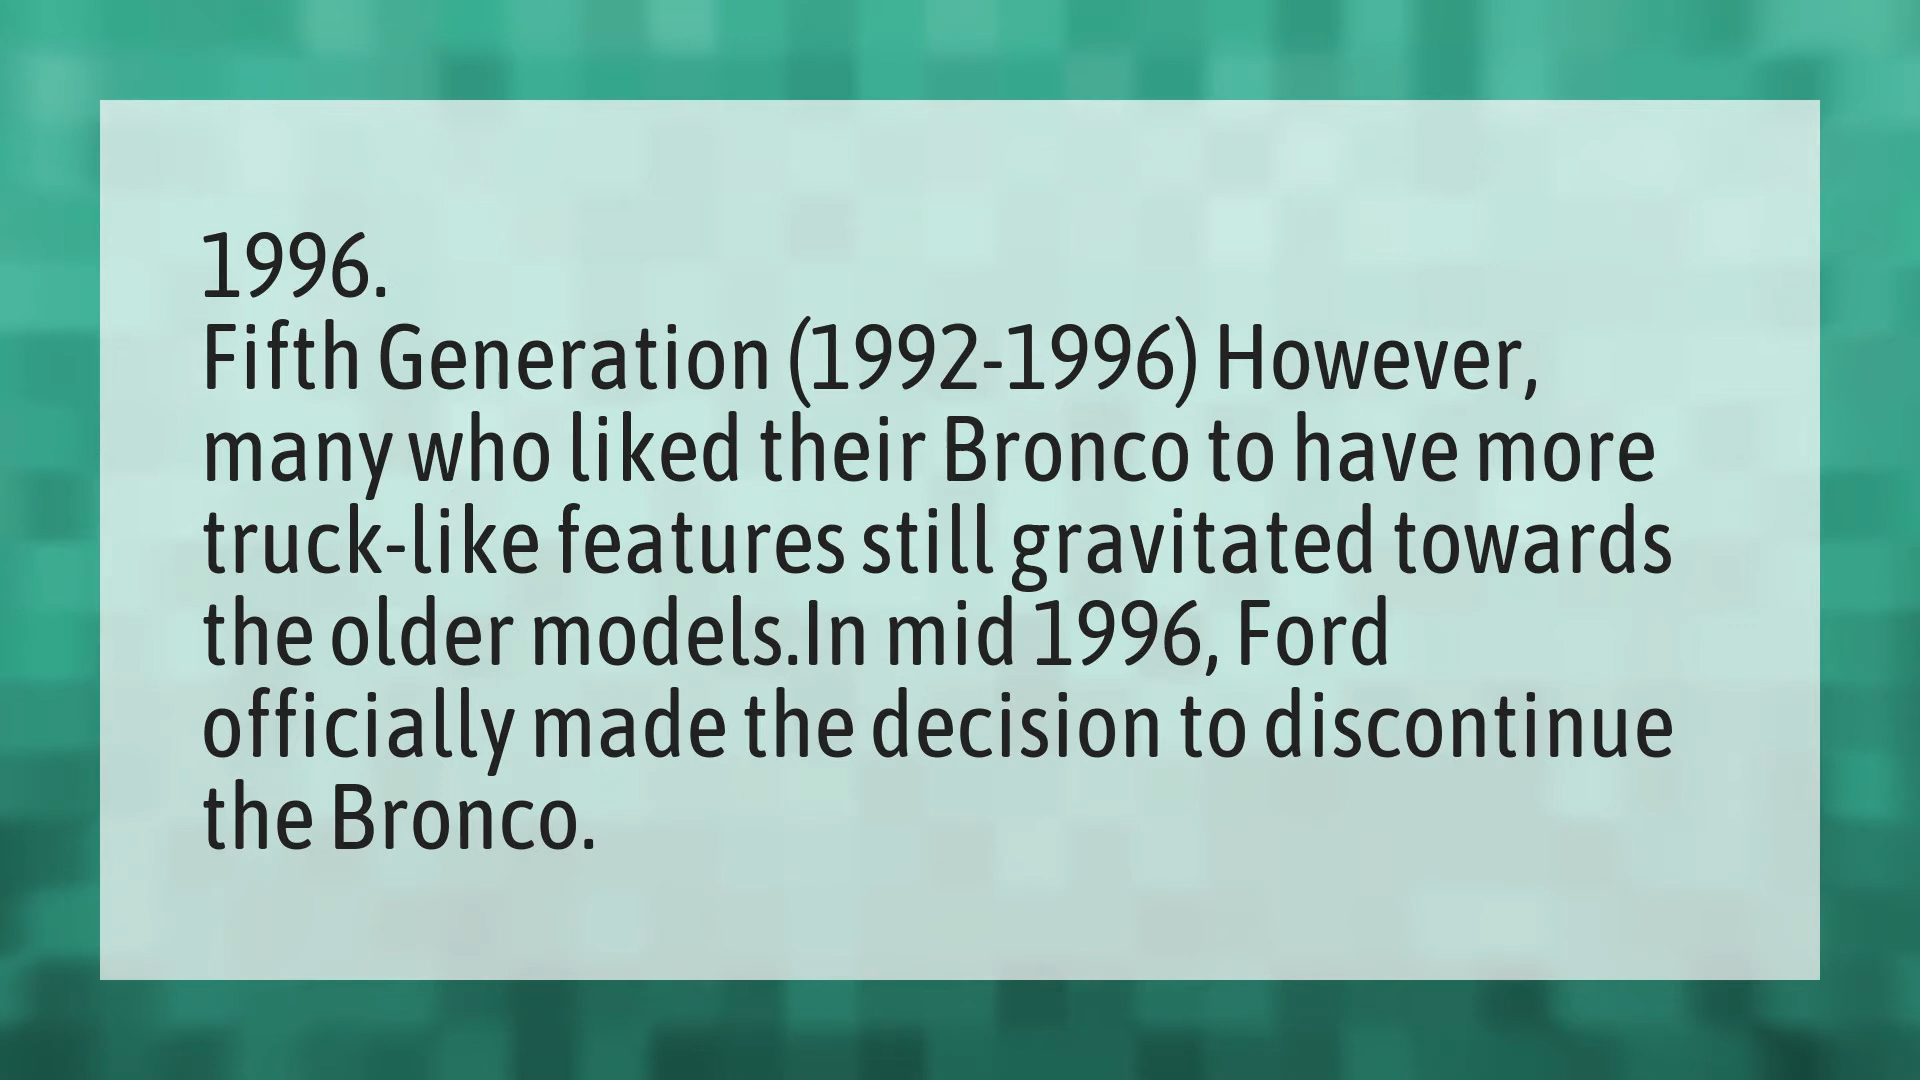 1996.
Fifth Generation (1992-1996) However,
many who liked their Bronco to have more
truck-like features still gravitated towards
the older models.In mid 1996, Ford
officially made the decision to discontinue
the Bronco.